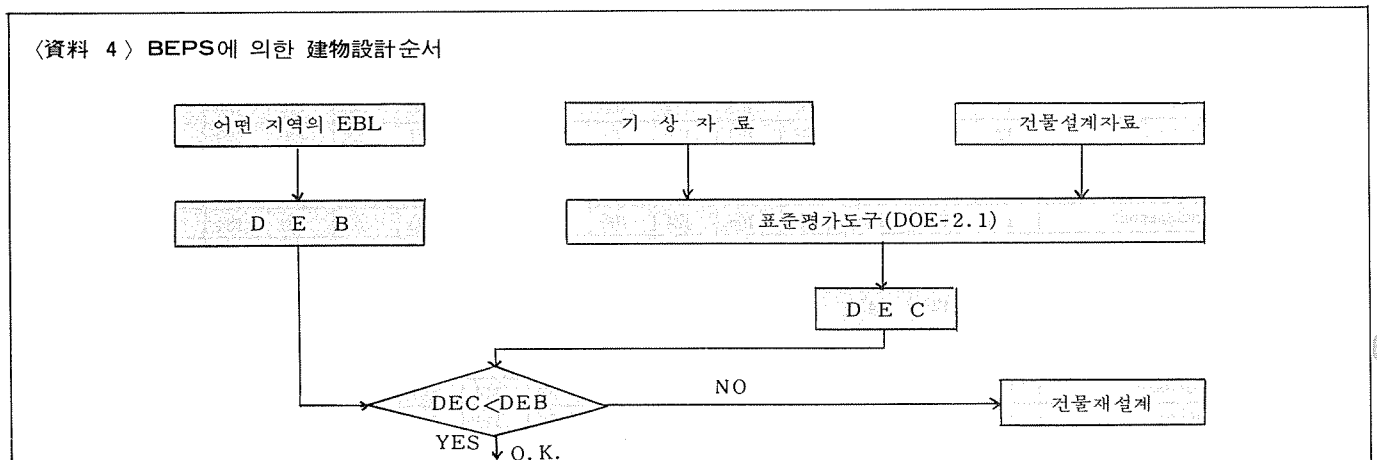 〈資料 4〉BEPS에 의한 建物設計순서
어떤 지역의 EBL
기 상 자 료
건물설계자료
D E B
표준평가도구(DOE-2.1)
D E C
DEC<DEB
NO
건물재설계
YES
O.K.